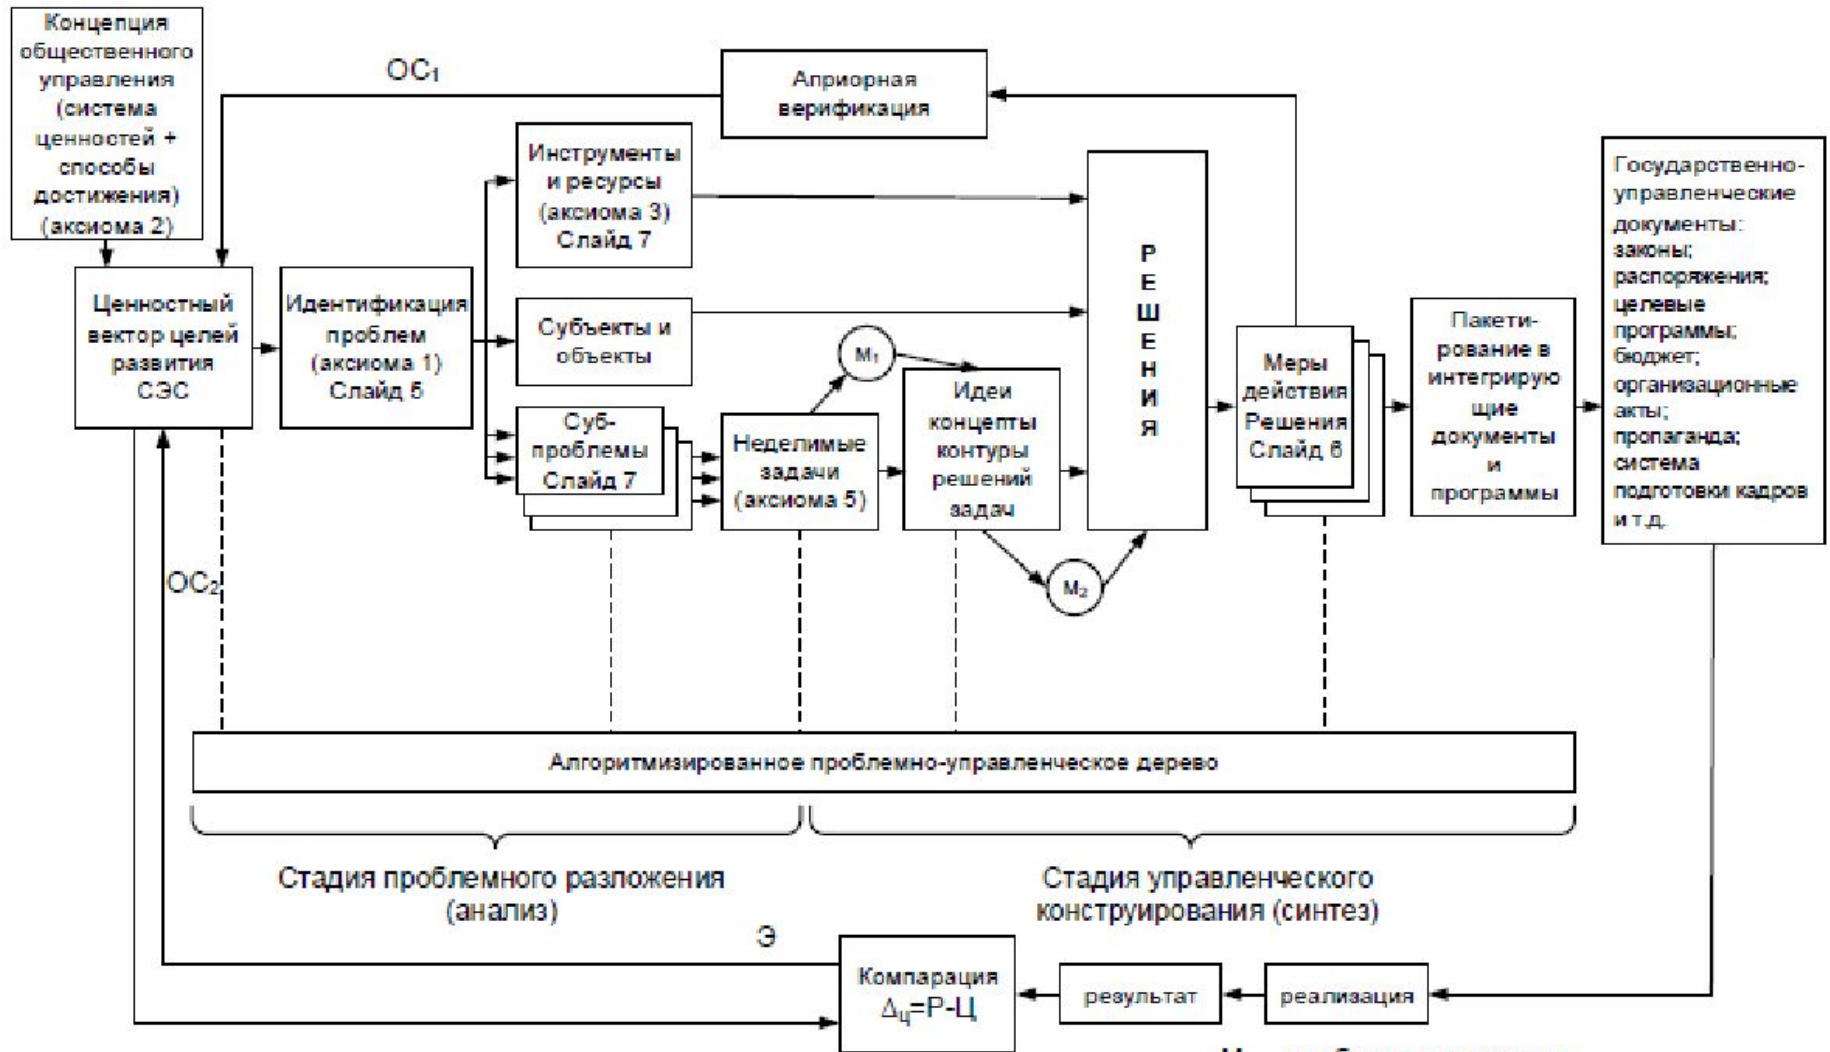 Концепция
общественного
управления
(система
ценностей +
способы
достижения)
(аксиома 2)
ОС₁
Априорная
верификация
Инструменты
и ресурсы
(аксиома 3)
Слайд 7
Государственно-
управленческие
документы:
законы;
распоряжения;
целевые
программы;
бюджет;
организационные
акты;
пропаганда;
система
подготовки кадров
и т.д.
Ценностный
вектор целей
развития
СЭС
Идентификация
проблем
(аксиома 1)
Слайд 5
Субъекты и
объекты
Суб-
проблемы
Слайд 7
Неделимые
задачи
(аксиома 5)
М₁
Идеи
концепты
контуры
решений
задач
М₂
Р
Е
Ш
Е
Н
И
Я
Меры
действия
Решения
Слайд 6
Пакети-
рование в
интегрирую
щие
документы
и
программы
ОС₂
Алгоритмизированное проблемно-управленческое дерево
Стадия проблемного разложения
(анализ)
Стадия управленческого
конструирования (синтез)
Э
Компарация
Δц=Р-Ц
результат
реализация